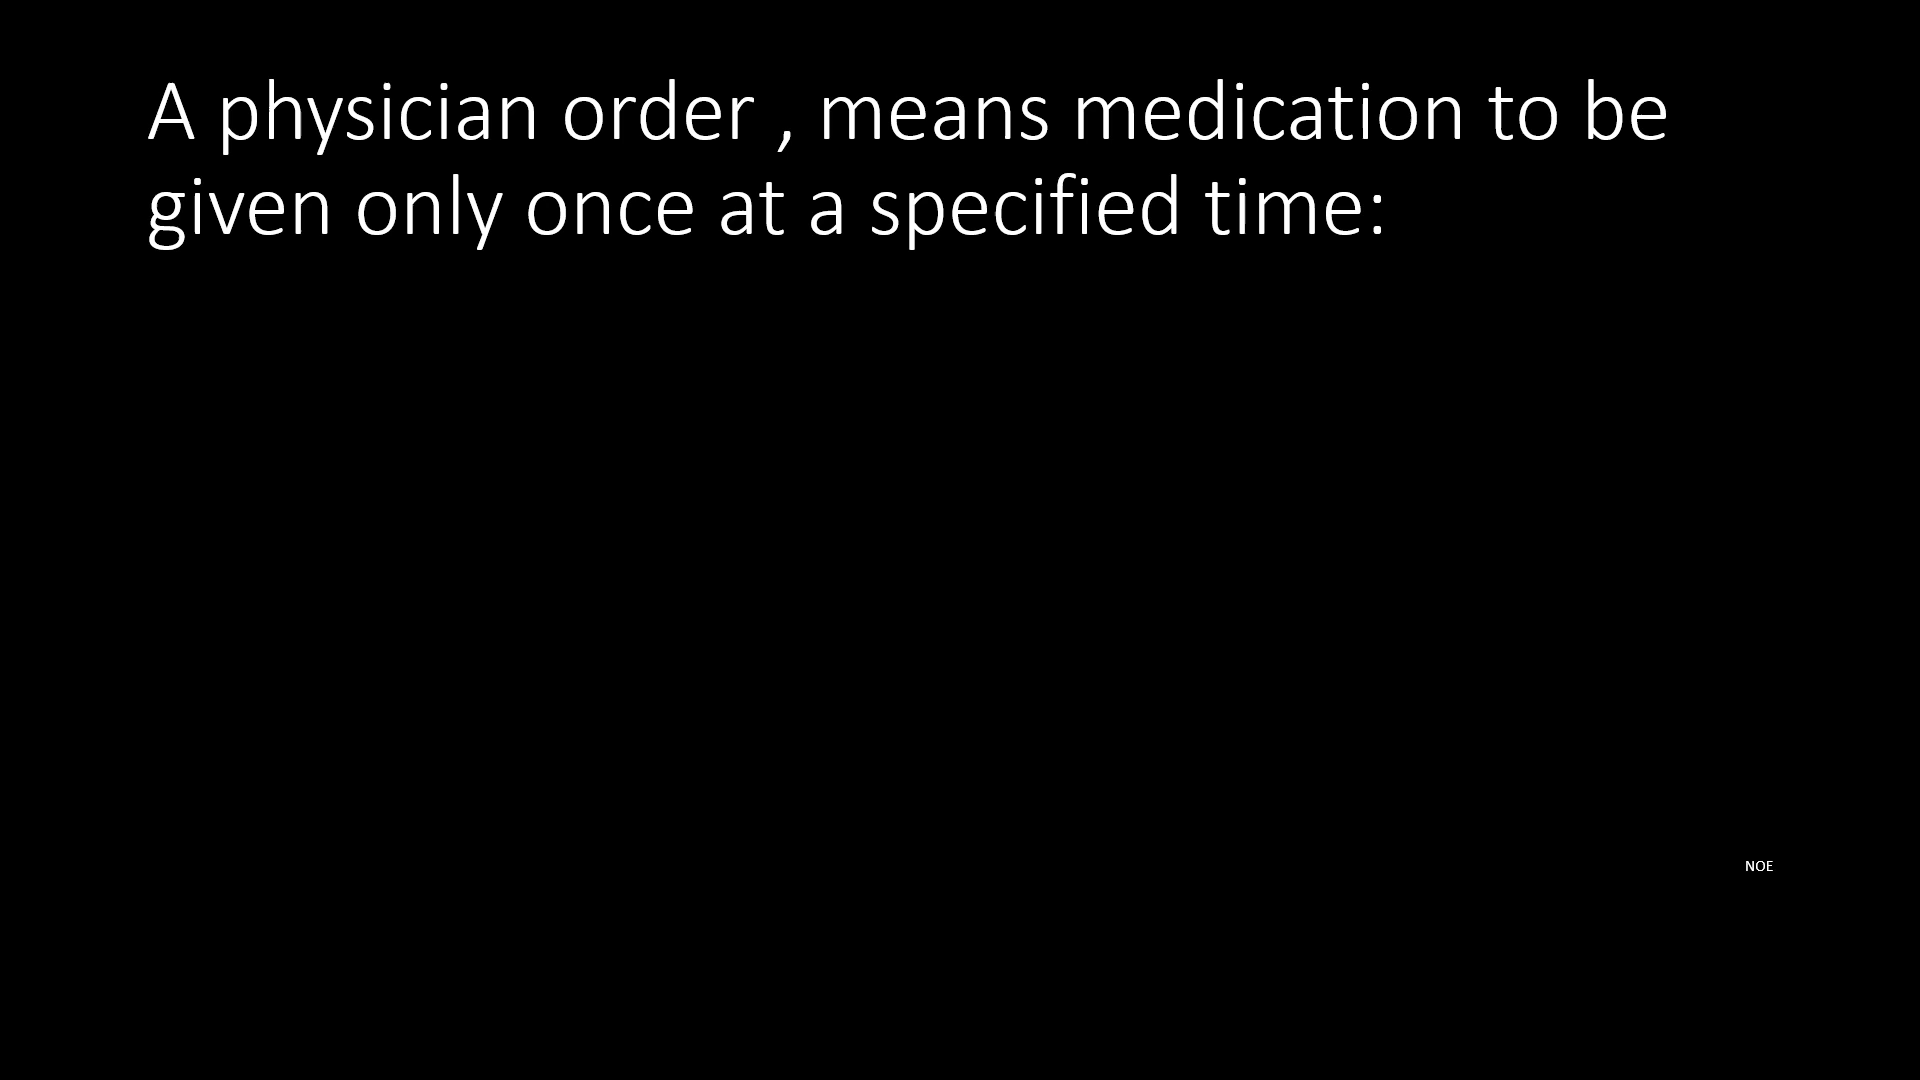 A physician order , means medication to be
given only once at a specified time:
NOE